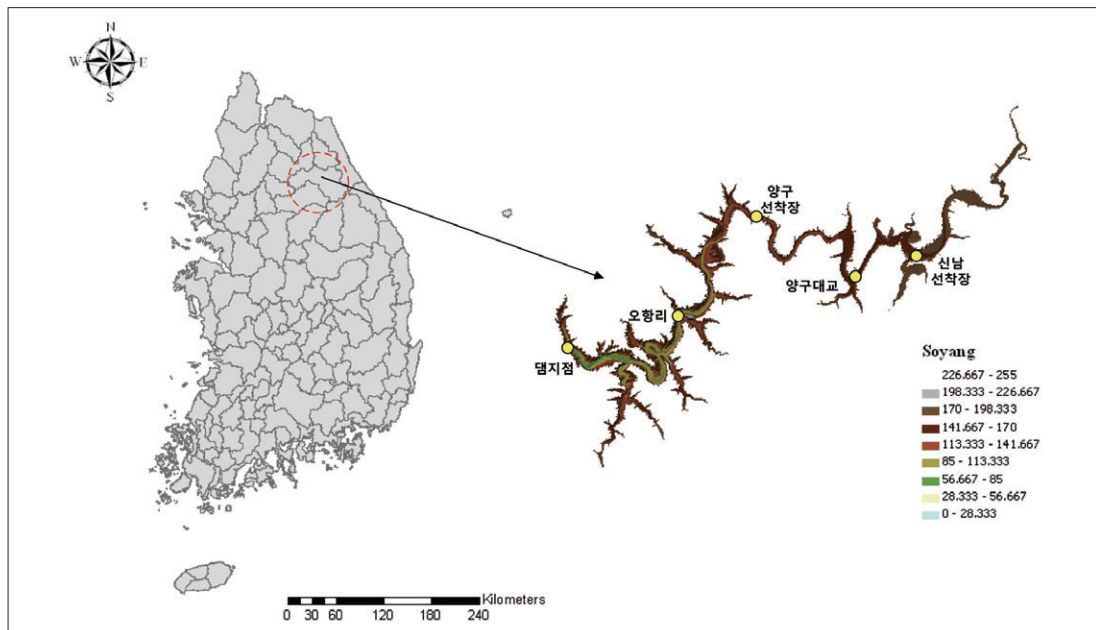 N
W
E
S
양구
선착장
신남
선착장
양구대교
오항리
댐지점
Soyang
226.667 - 255
198.333 - 226.667
170 - 198.333
141.667 - 170
113.333 - 141.667
85 - 113.333
56.667 - 85
28.333 - 56.667
0 - 28.333
Kilometers
0 30 60 120 180 240